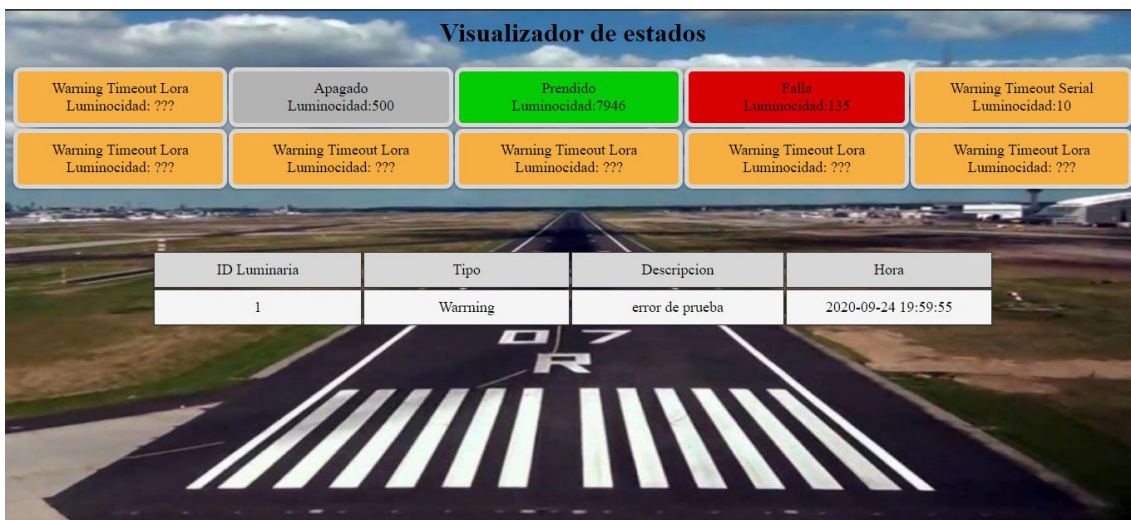 Visualizador de estados
Warning Timeout Lora
Luminocidad: ???
Apagado
Luminocidad:500
Prendido
Luminocidad:7946
Falla
Luminocidad:135
Warning Timeout Serial
Luminocidad:10
Warning Timeout Lora
Luminocidad: ???
Warning Timeout Lora
Luminocidad: ???
Warning Timeout Lora
Luminocidad: ???
Warning Timeout Lora
Luminocidad: ???
Warning Timeout Lora
Luminocidad: ???
ID Luminaria Tipo Descripcion Hora
1 Warrning error de prueba 2020-09-24 19:59:55
07
R